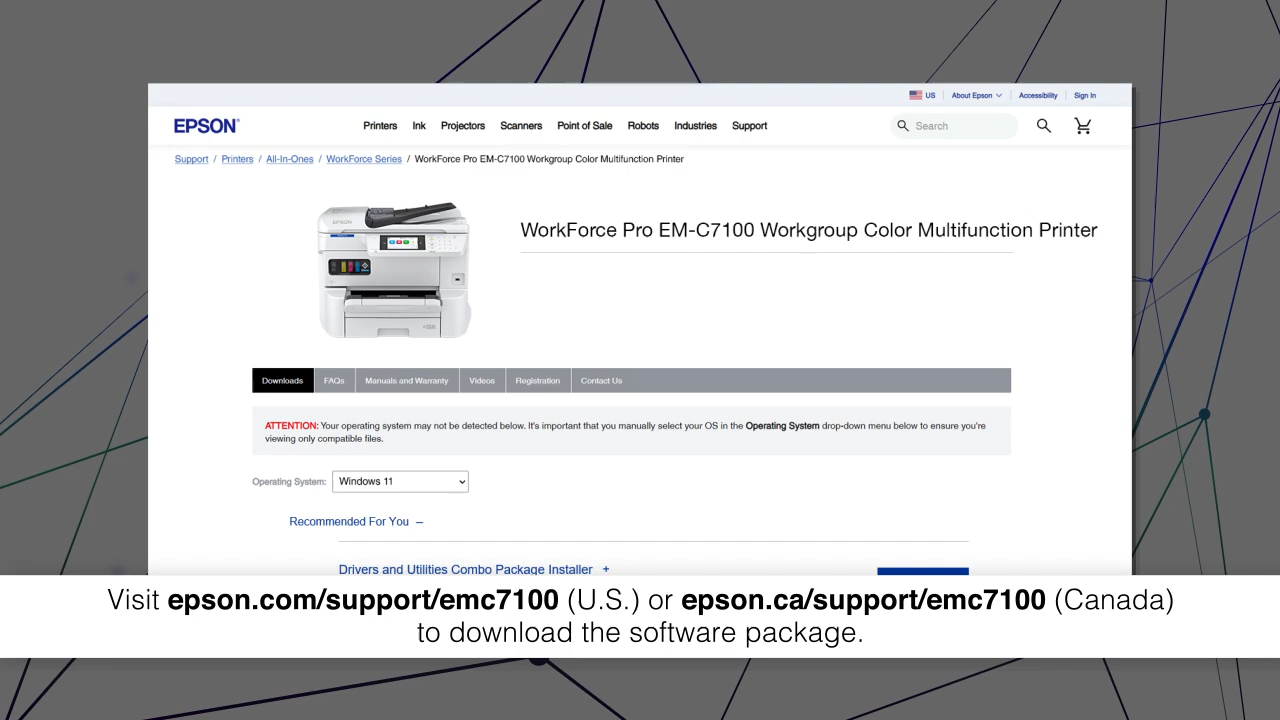 US About Epson Accessibility Sign In
EPSON
Printers Ink Projectors Scanners Point of Sale Robots Industries Support Search
Support / Printers / All-In-Ones / WorkForce Series / WorkForce Pro EM-C7100 Workgroup Color Multifunction Printer
EPSON
WorkForce Pro EM-C7100 Workgroup Color Multifunction Printer
Downloads FAQs Manuals and Warranty Videos Registration Contact Us
ATTENTION: Your operating system may not be detected below. It's important that you manually select your OS in the Operating System drop-down menu below to ensure you're
viewing only compatible files.
Operating System: Windows 11
Recommended For You –
Drivers and Utilities Combo Package Installer +
Visit epson.com/support/emc7100 (U.S.) or epson.ca/support/emc7100 (Canada)
to download the software package.